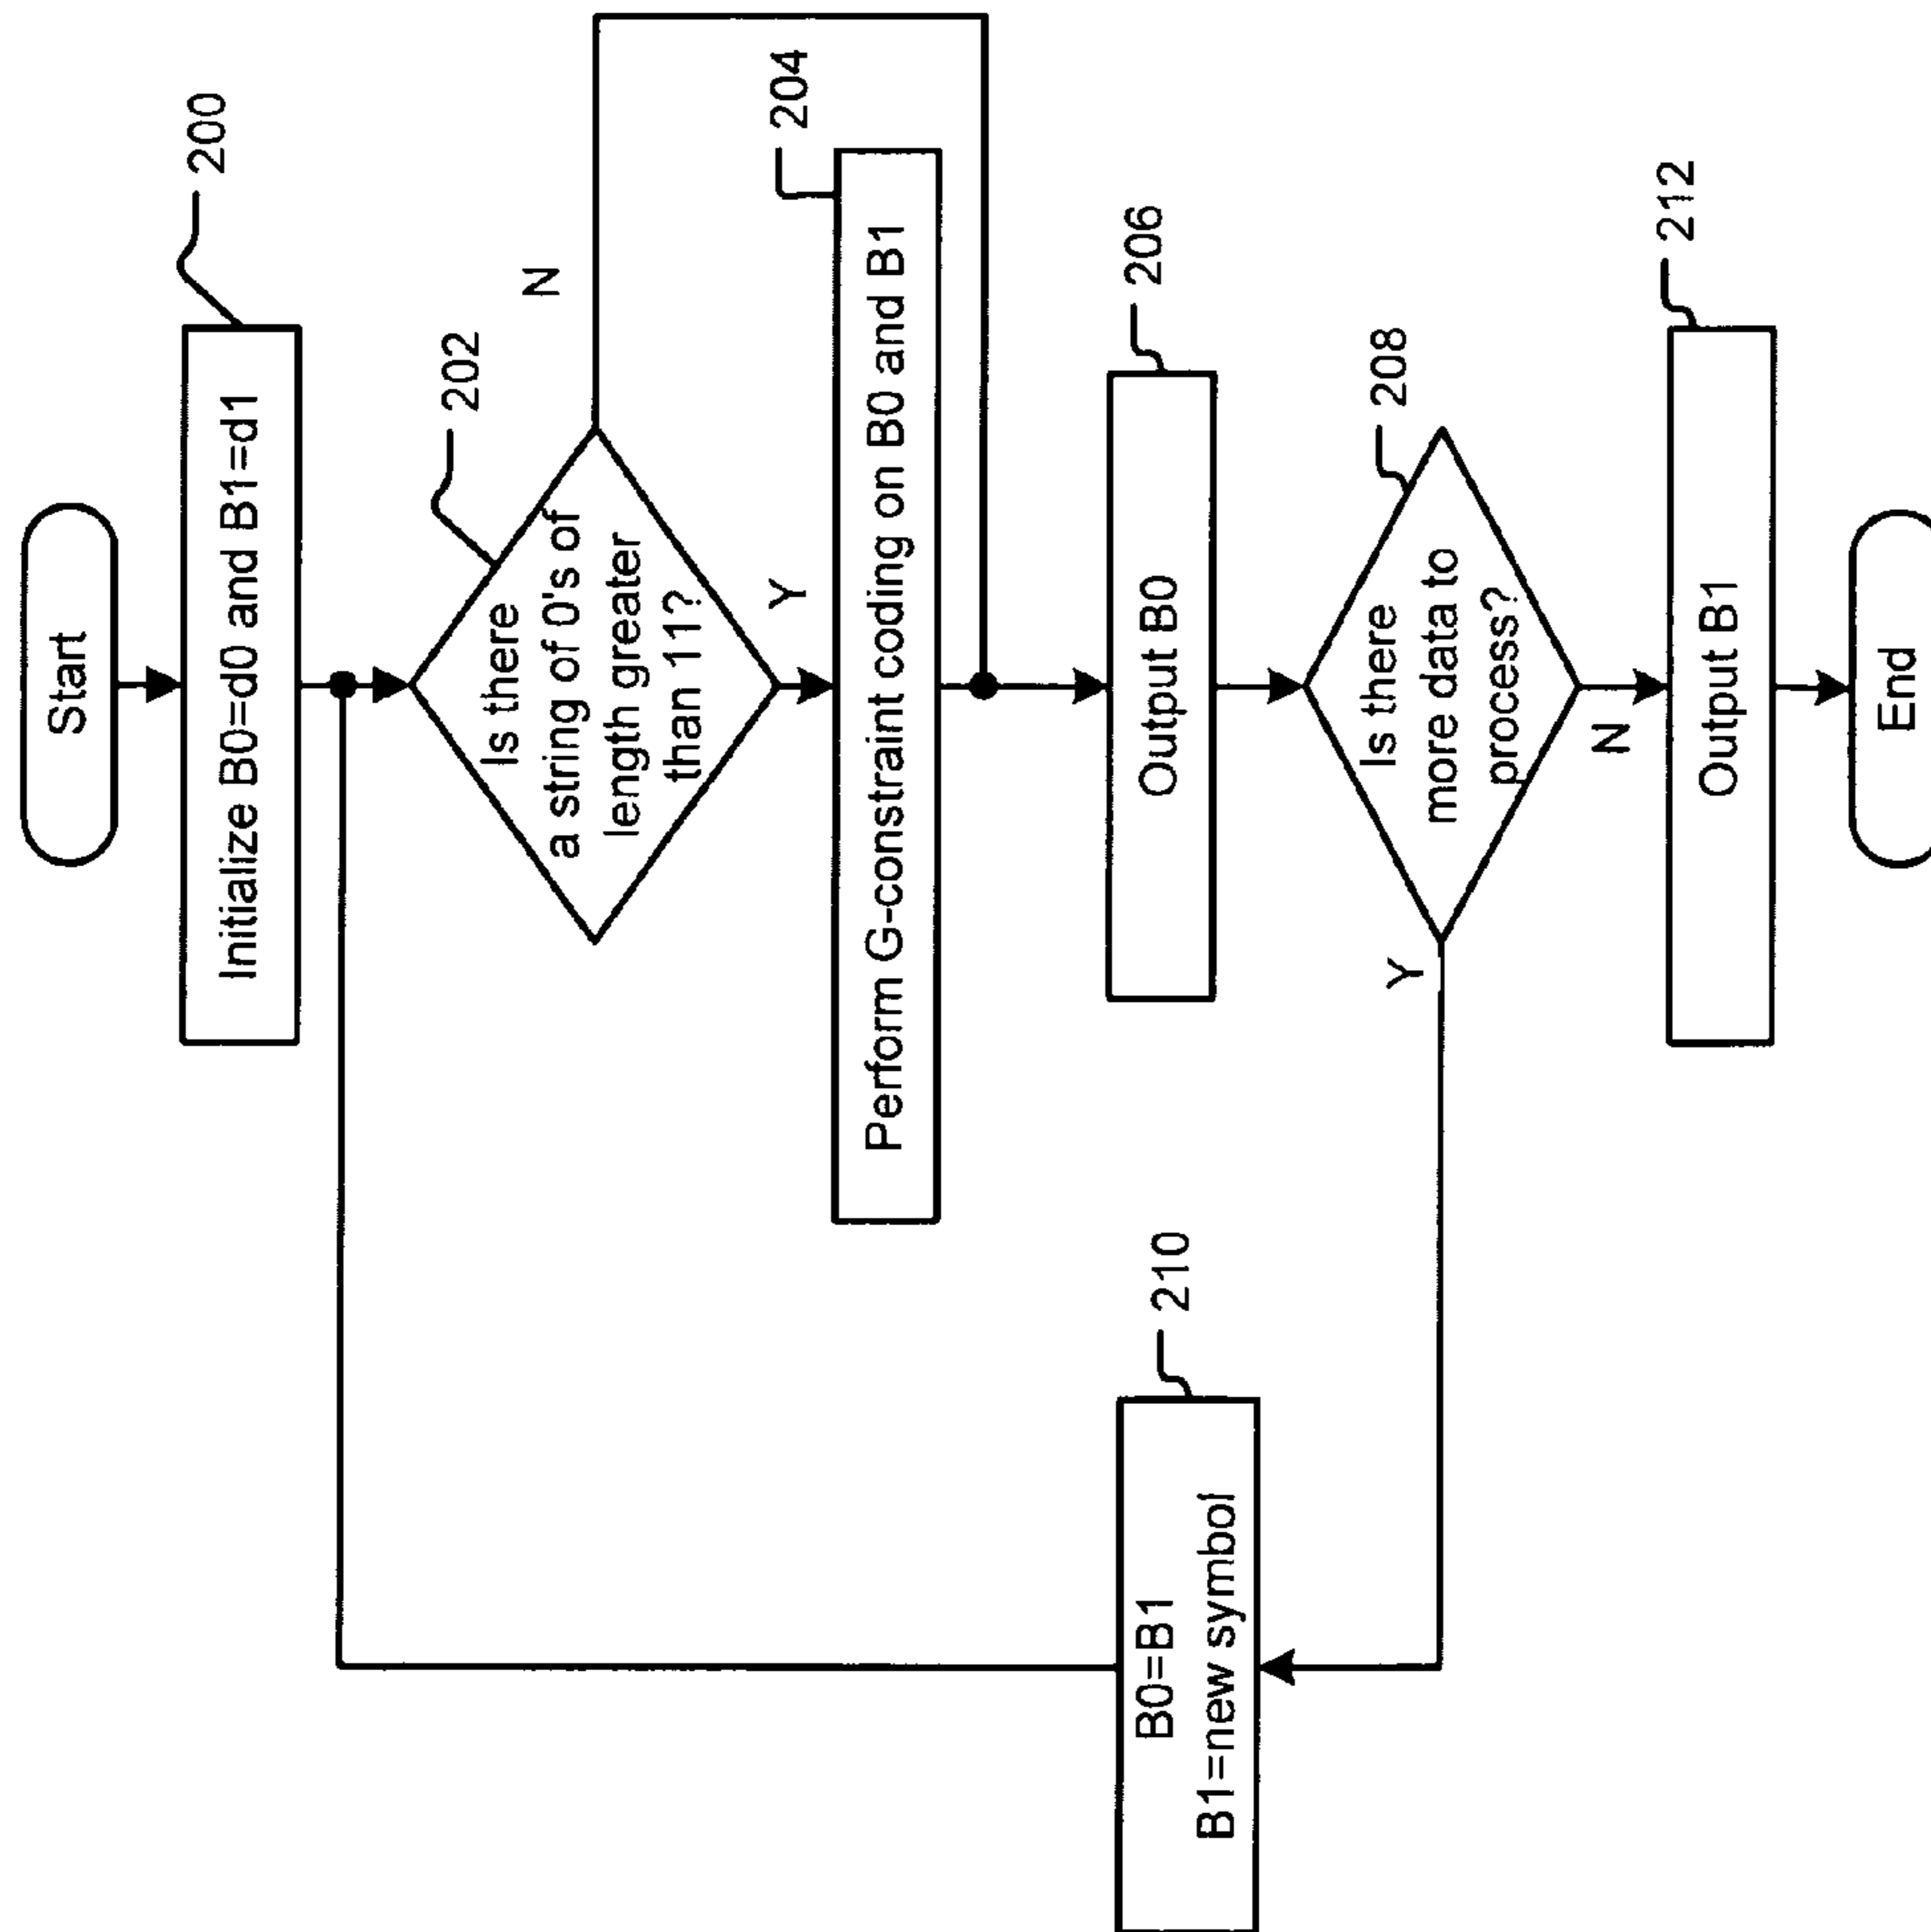 Start
200
Initialize B0=d0 and B1=d1
202
Is there
a string of 0's of
length greater
than 11?
N
Y
204
Perform G-constraint coding on B0 and B1
206
Output B0
208
Is there
more data to
process?
Y
N
210
B0=B1
B1=new symbol
212
Output B1
End